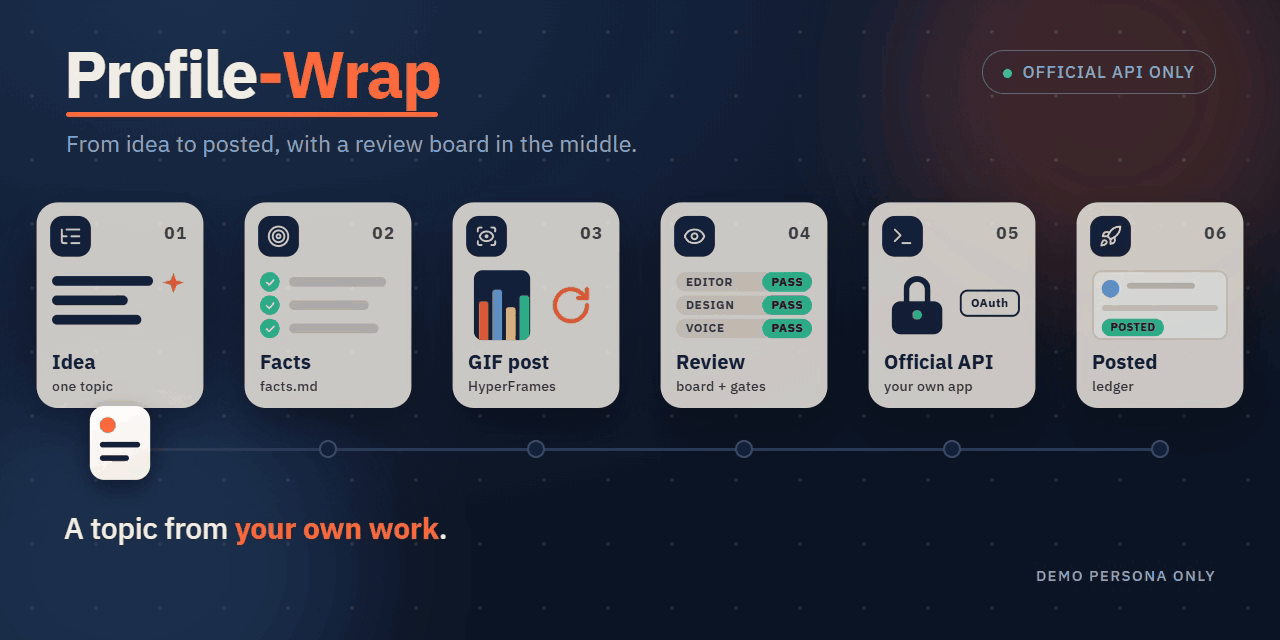 Profile-Wrap
OFFICIAL API ONLY
From idea to posted, with a review board in the middle.
01
Idea
one topic
02
Facts
facts.md
03
GIF post
HyperFrames
04
EDITOR PASS
DESIGN PASS
VOICE PASS
Review
board + gates
05
OAuth
Official API
your own app
06
POSTED
Posted
ledger
A topic from your own work.
DEMO PERSONA ONLY